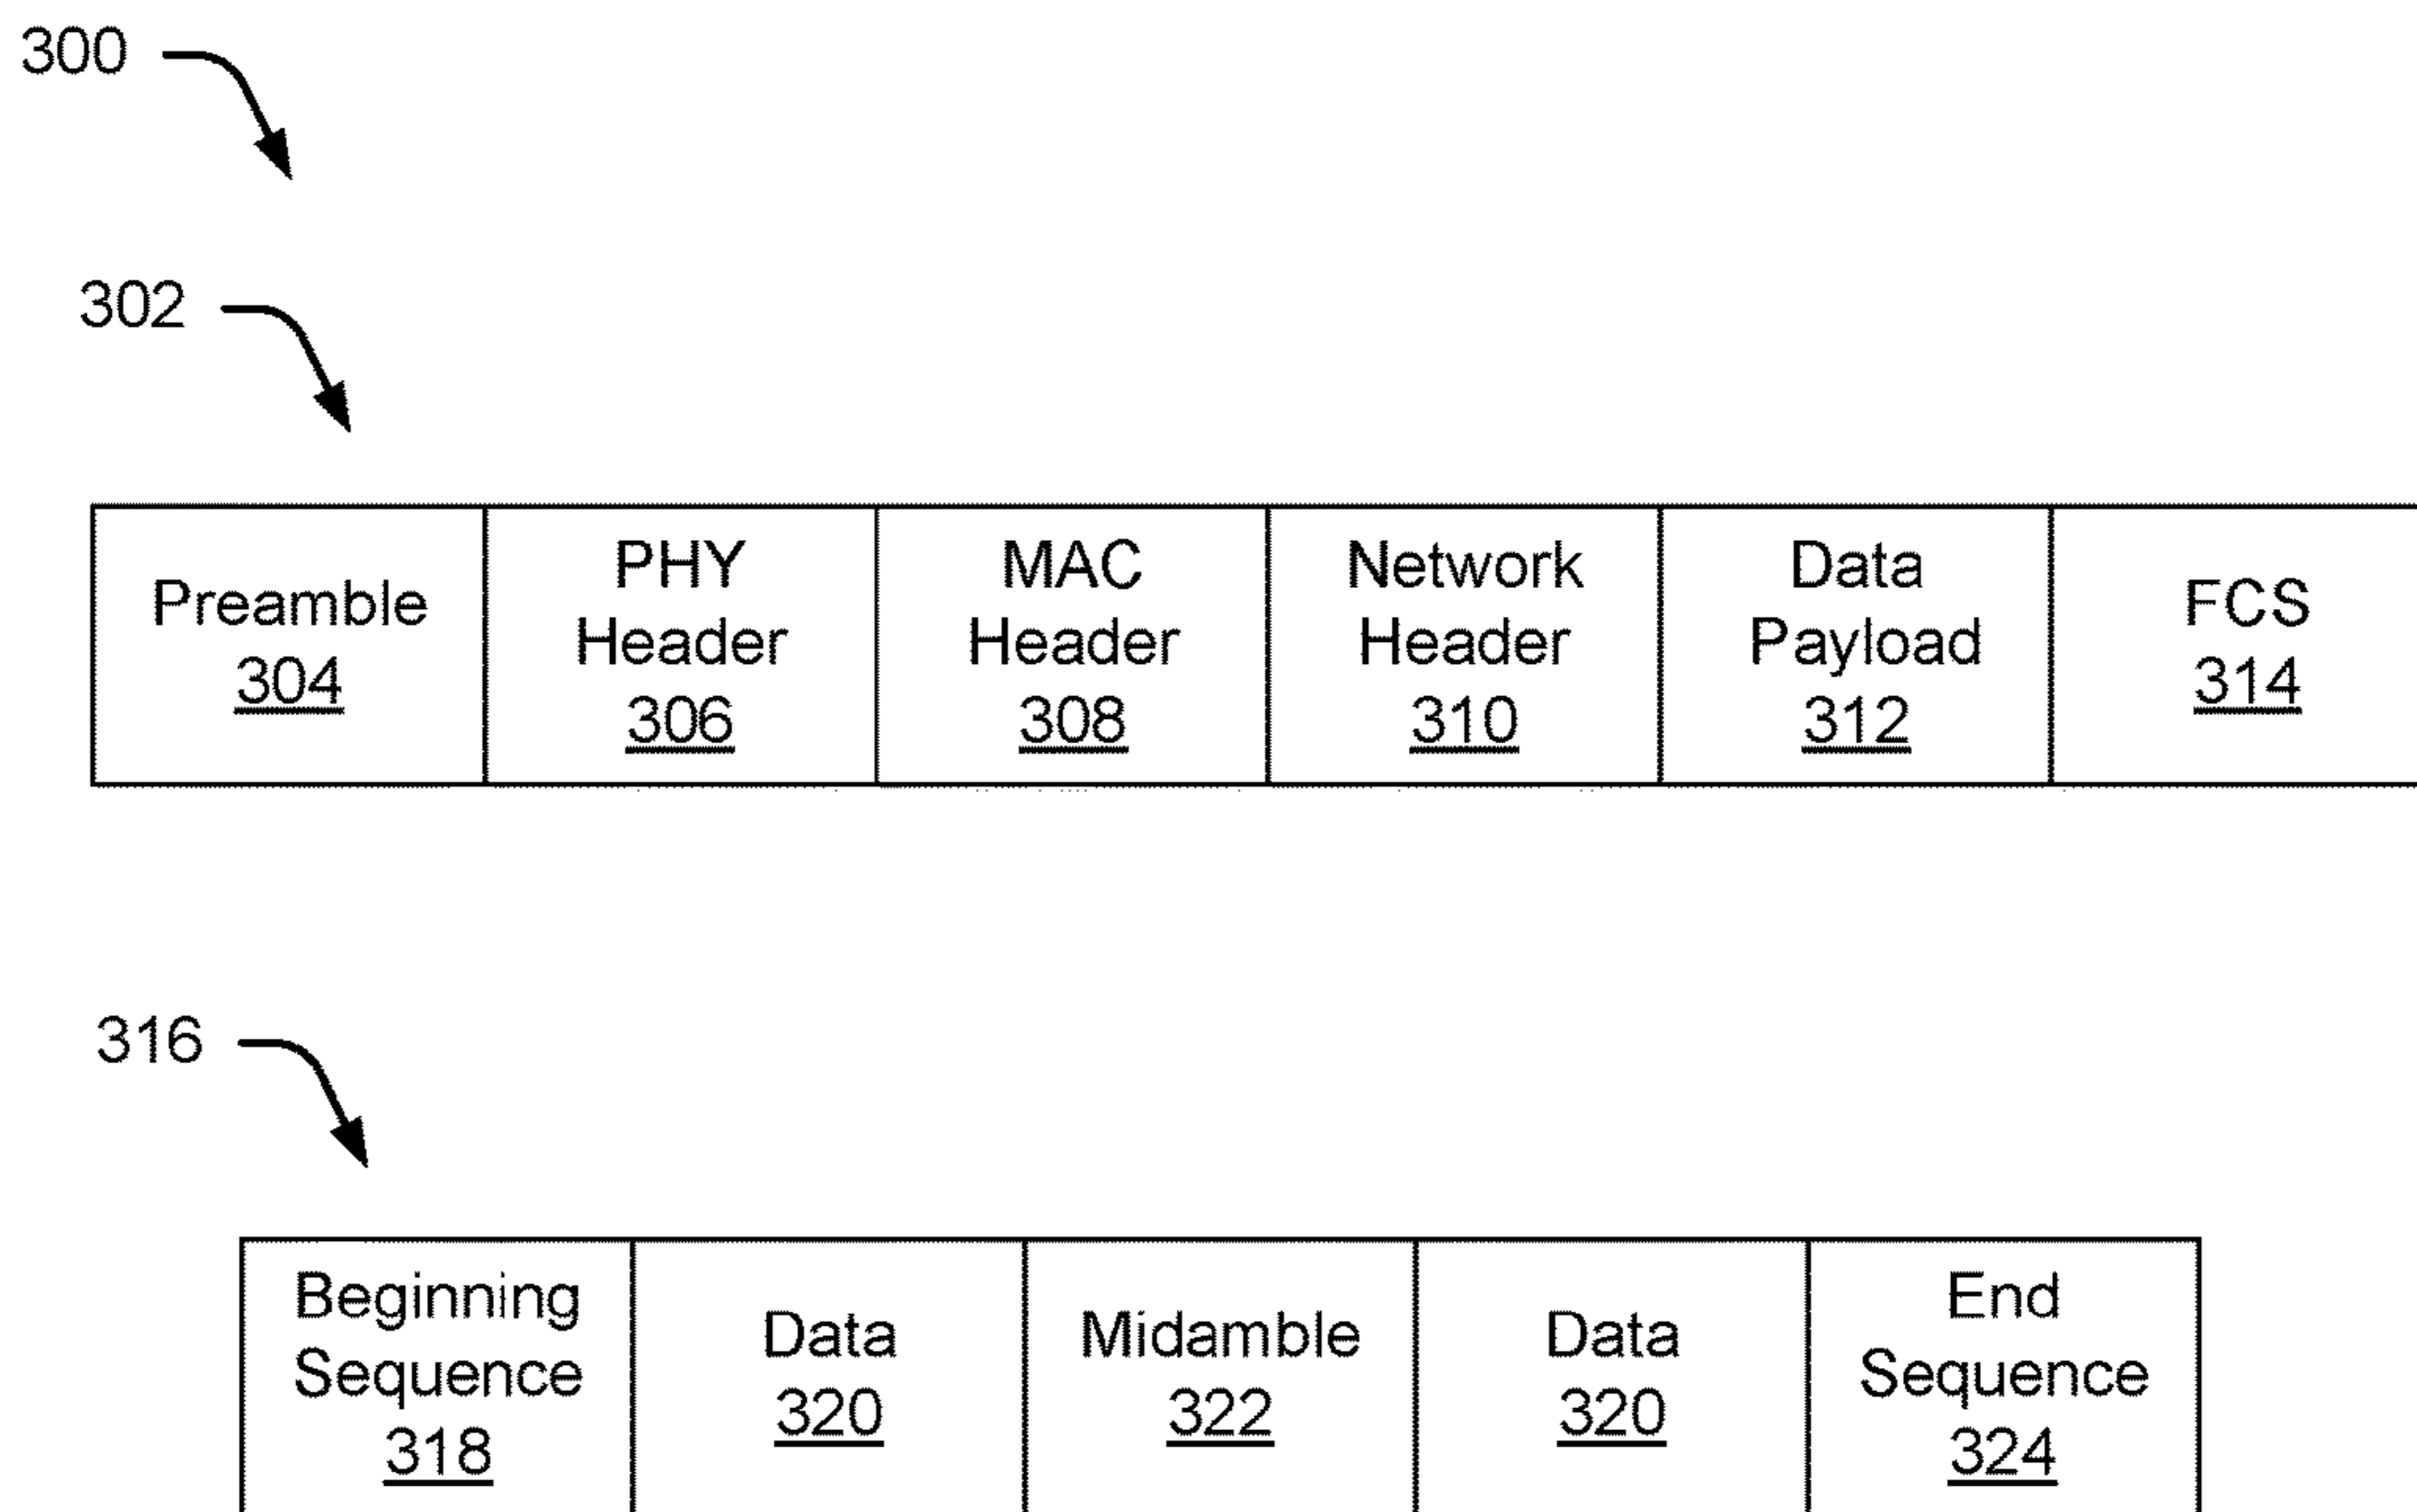 300
302
Preamble
304
PHY
Header
306
MAC
Header
308
Network
Header
310
Data
Payload
312
FCS
314
316
Beginning
Sequence
318
Data
320
Midamble
322
Data
320
End
Sequence
324